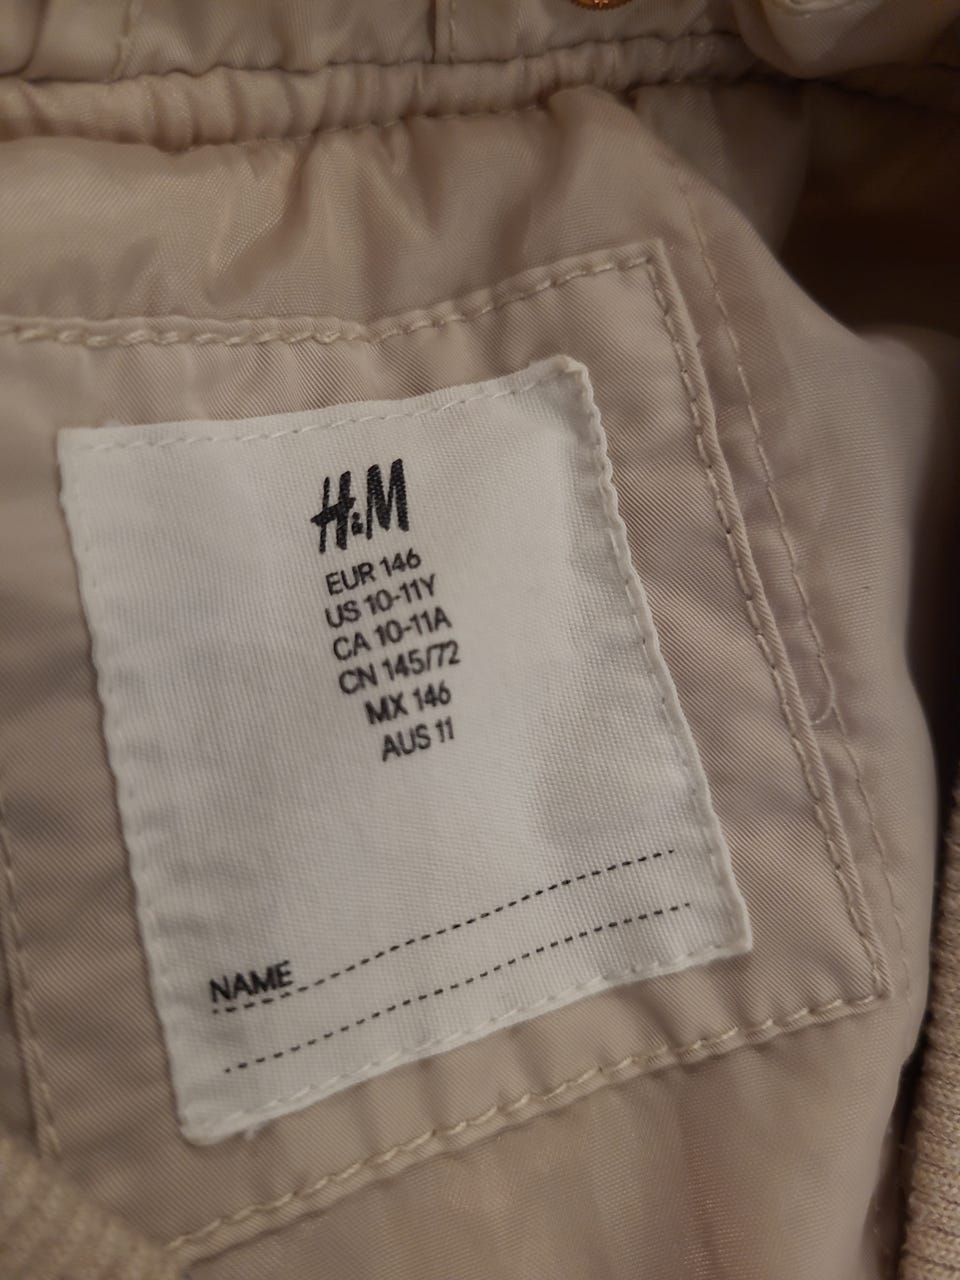 H&M
EUR 146
US 10-11Y
CA 10-11A
CN 145/72
MX 146
AUS 11
NAME